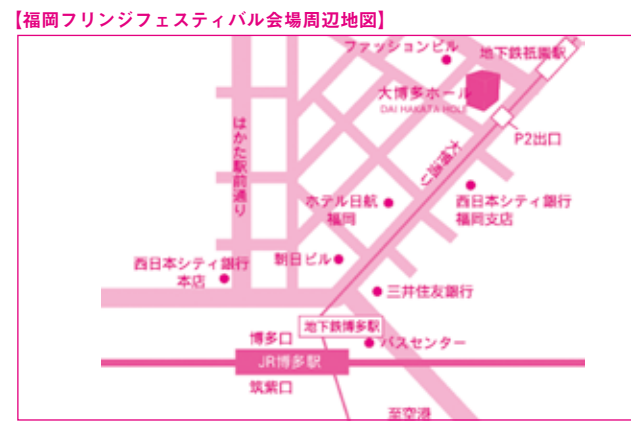 【福岡フリンジフェスティバル会場周辺地図】
ファッションビル
地下鉄祇園駅
大博多ホール
DAI HAKATA HOLE
P2出口
はかた駅前通り
大博通り
ホテル日航
福岡
西日本シティ銀行
福岡支店
朝日ビル
西日本シティ銀行
本店
三井住友銀行
地下鉄博多駅
博多口
バスセンター
JR博多駅
筑紫口
至空港